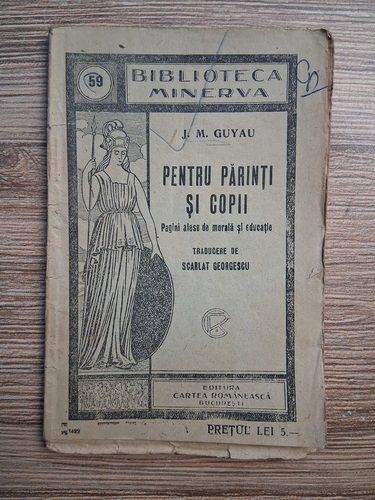 59
BIBLIOTECA
MINERVA
J. M. GUYAU
PENTRU PĂRINȚI
ȘI COPII
Pagini alese de morală și educație
TRADUCERE DE
SCARLAT GEORGESCU
EDITURA
CARTEA ROMÂNEASCĂ
BUCUREȘTI
PREȚUL LEI 5.—